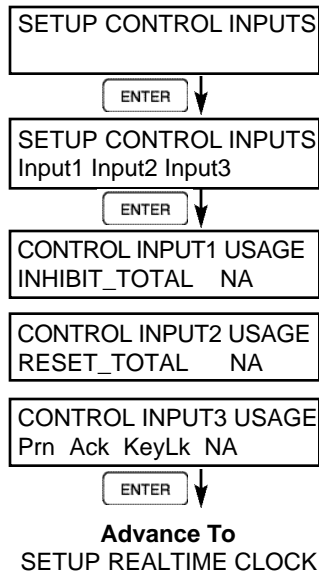 SETUP CONTROL INPUTS
ENTER
SETUP CONTROL INPUTS
Input1 Input2 Input3
ENTER
CONTROL INPUT1 USAGE
INHIBIT_TOTAL NA
CONTROL INPUT2 USAGE
RESET_TOTAL NA
CONTROL INPUT3 USAGE
Prn Ack KeyLk NA
ENTER
Advance To
SETUP REALTIME CLOCK